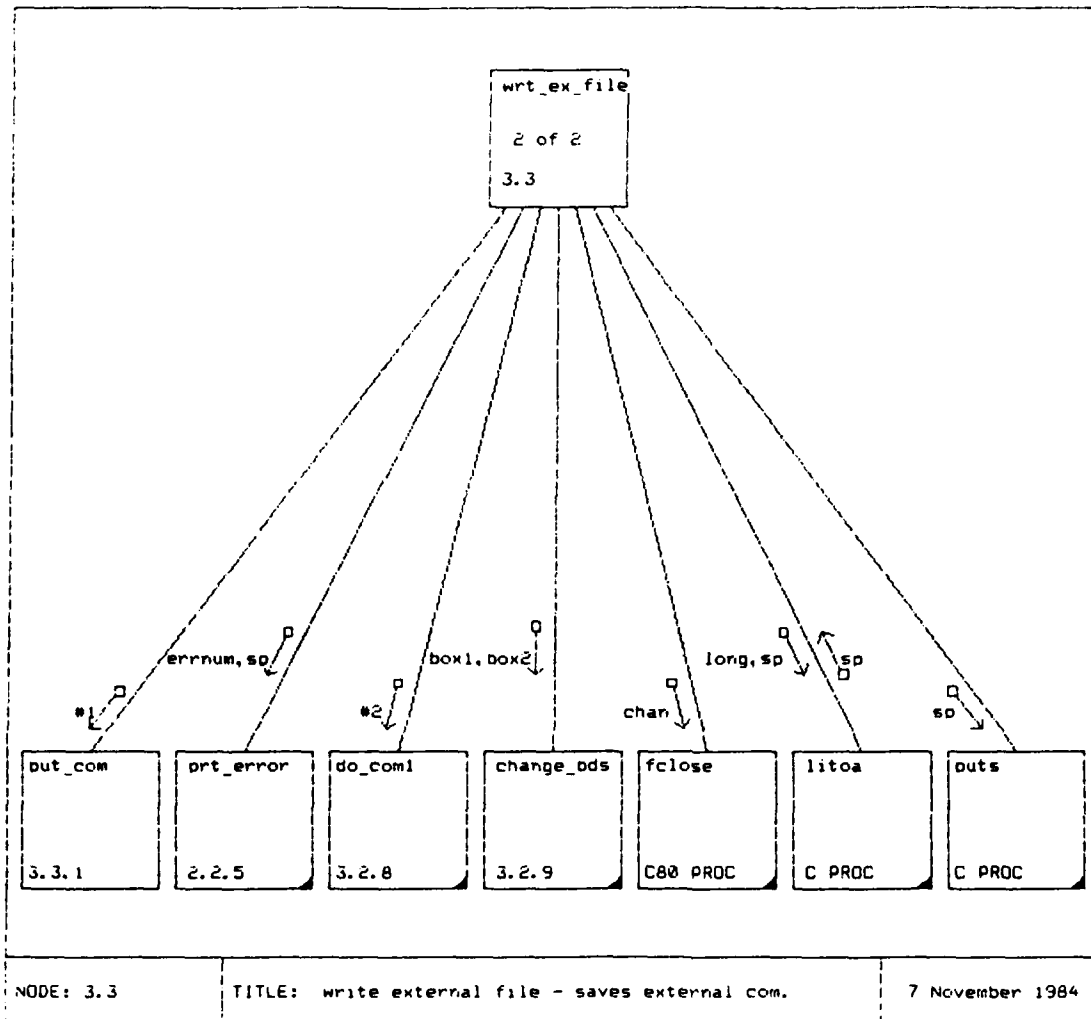 wrt_ex_file
2 of 2
3.3
errnum,sp
box1,box2
long,sp
sp
#1
#2
chan
sp
put_com
prt_error
do_com1
change_pds
fclose
litoa
puts
3.3.1
2.2.5
3.2.8
3.2.9
C80 PROC
C PROC
C PROC
NODE: 3.3
TITLE: write external file - saves external com.
7 November 1984